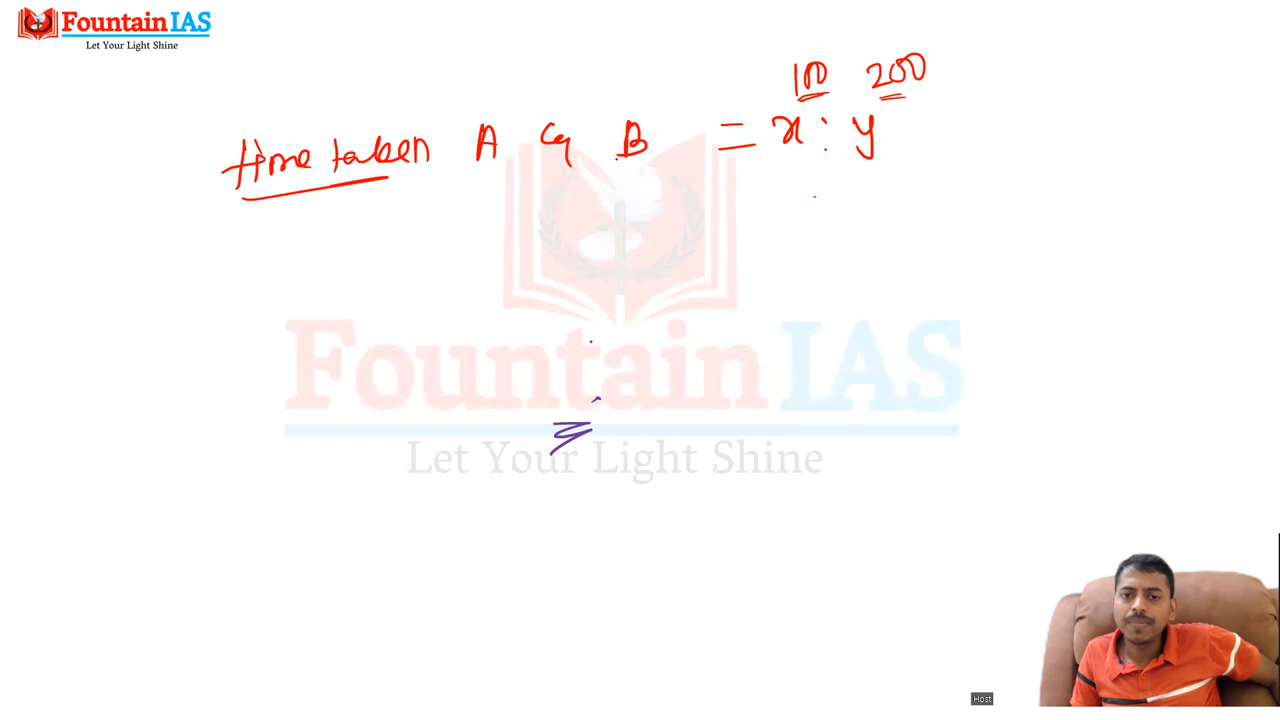 Fountain IAS
Let Your Light Shine
100 200
time taken A & B = x : y
Fountain IAS
Let Your Light Shine
Host